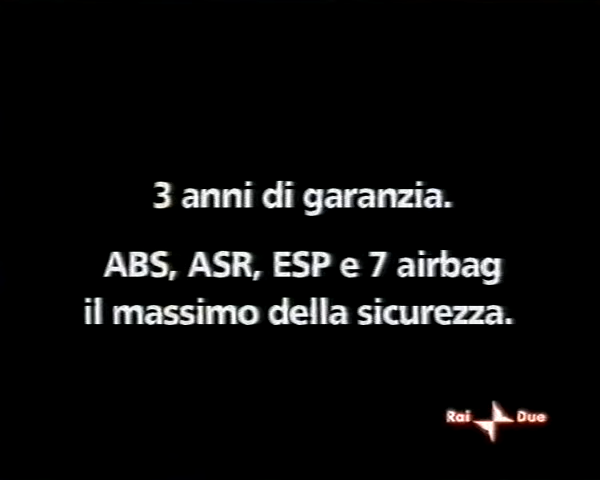 3 anni di garanzia.
ABS, ASR, ESP e 7 airbag
il massimo della sicurezza.
Rai Due